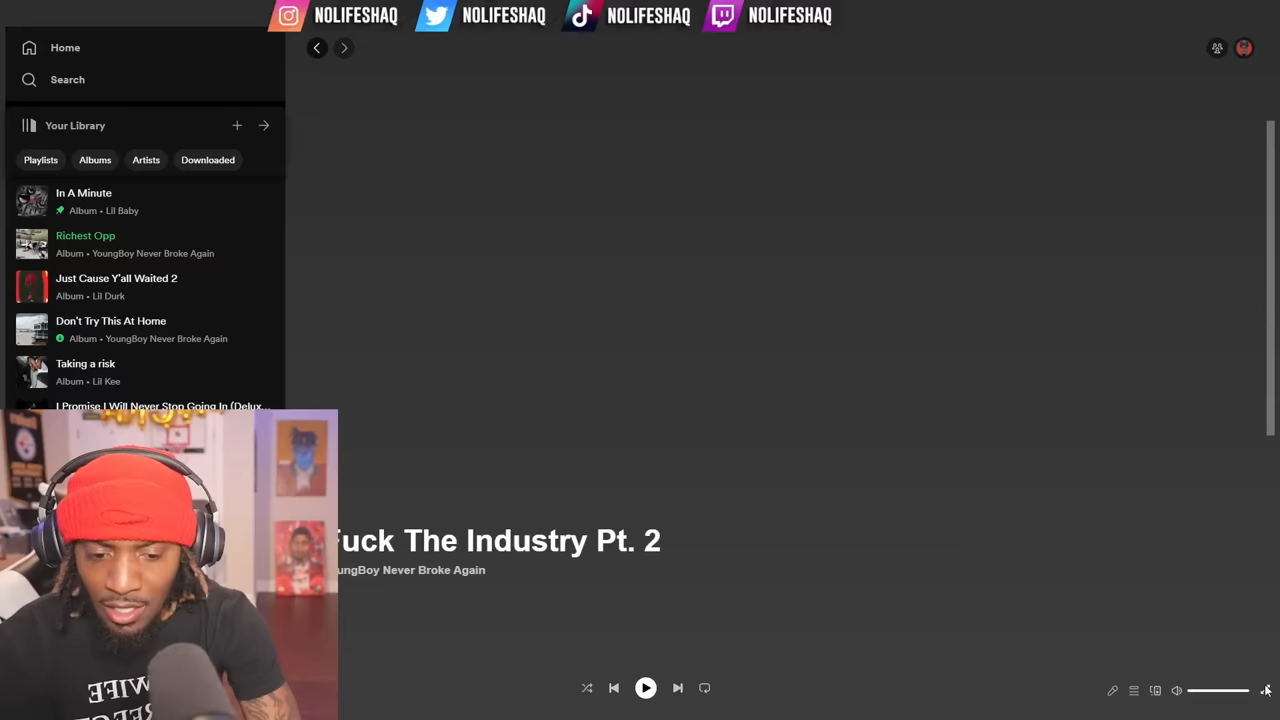 NOLIFESHAQ NOLIFESHAQ NOLIFESHAQ NOLIFESHAQ
Home
Search
Your Library
Playlists Albums Artists Downloaded
In A Minute
Album • Lil Baby
Richest Opp
Album • YoungBoy Never Broke Again
Just Cause Y'all Waited 2
Album • Lil Durk
Don't Try This At Home
Album • YoungBoy Never Broke Again
Taking a risk
Album • Lil Kee
I Promise I Will Never Stop Going In (Delux...
Fuck The Industry Pt. 2
ungBoy Never Broke Again
WIFE